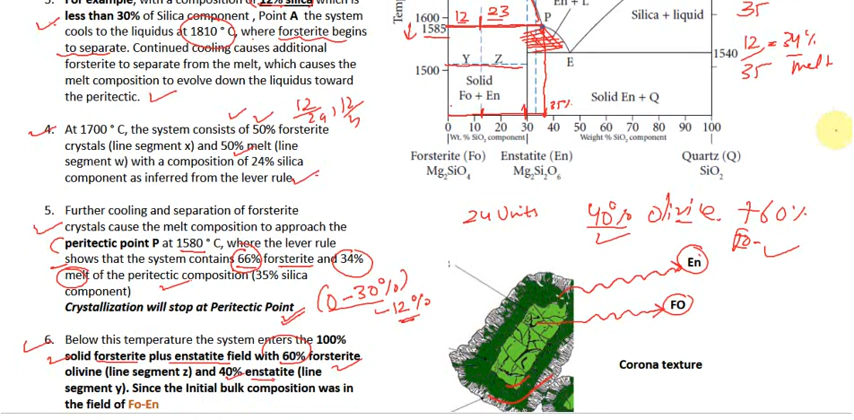 3. For example, with a composition of 12% silica which is
less than 30% of Silica component , Point A the system
cools to the liquidus at 1810 ° C, where forsterite begins
to separate. Continued cooling causes additional
forsterite to separate from the melt, which causes the
melt composition to evolve down the liquidus toward
the peritectic.
12/24, 12/
4. At 1700 ° C, the system consists of 50% forsterite
crystals (line segment x) and 50% melt (line
segment w) with a composition of 24% silica
component as inferred from the lever rule
5. Further cooling and separation of forsterite
crystals cause the melt composition to approach the
peritectic point P at 1580 ° C, where the lever rule
shows that the system contains 66% forsterite and 34%
melt of the peritectic composition (35% silica
component)
Crystallization will stop at Peritectic Point
(0-30%)
-12%
6. Below this temperature the system enters the 100%
solid forsterite plus enstatite field with 60% forsterite
olivine (line segment z) and 40% enstatite (line
segment y). Since the Initial bulk composition was in
the field of Fo-En
Temp
1600
1585
1500
12 23
P
En + L
Silica + liquid
Y Z
E
1540
Solid
Fo + En
35%
Solid En + Q
0 10 20 30 40 50 60 70 80 90 100
Wt. % SiO₂ component
Weight % SiO₂ component
Forsterite (Fo) Enstatite (En) Quartz (Q)
Mg₂SiO₄ Mg₂Si₂O₆ SiO₂
35
12/35 = 34%
melt
24 Units
40% olivine +60%
En
FO
Corona texture